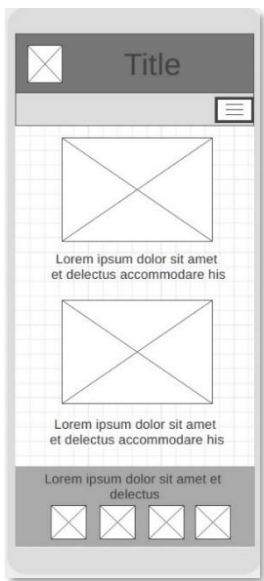 Title
Lorem ipsum dolor sit amet
et delectus accommodare his
Lorem ipsum dolor sit amet
et delectus accommodare his
Lorem ipsum dolor sit amet et
delectus